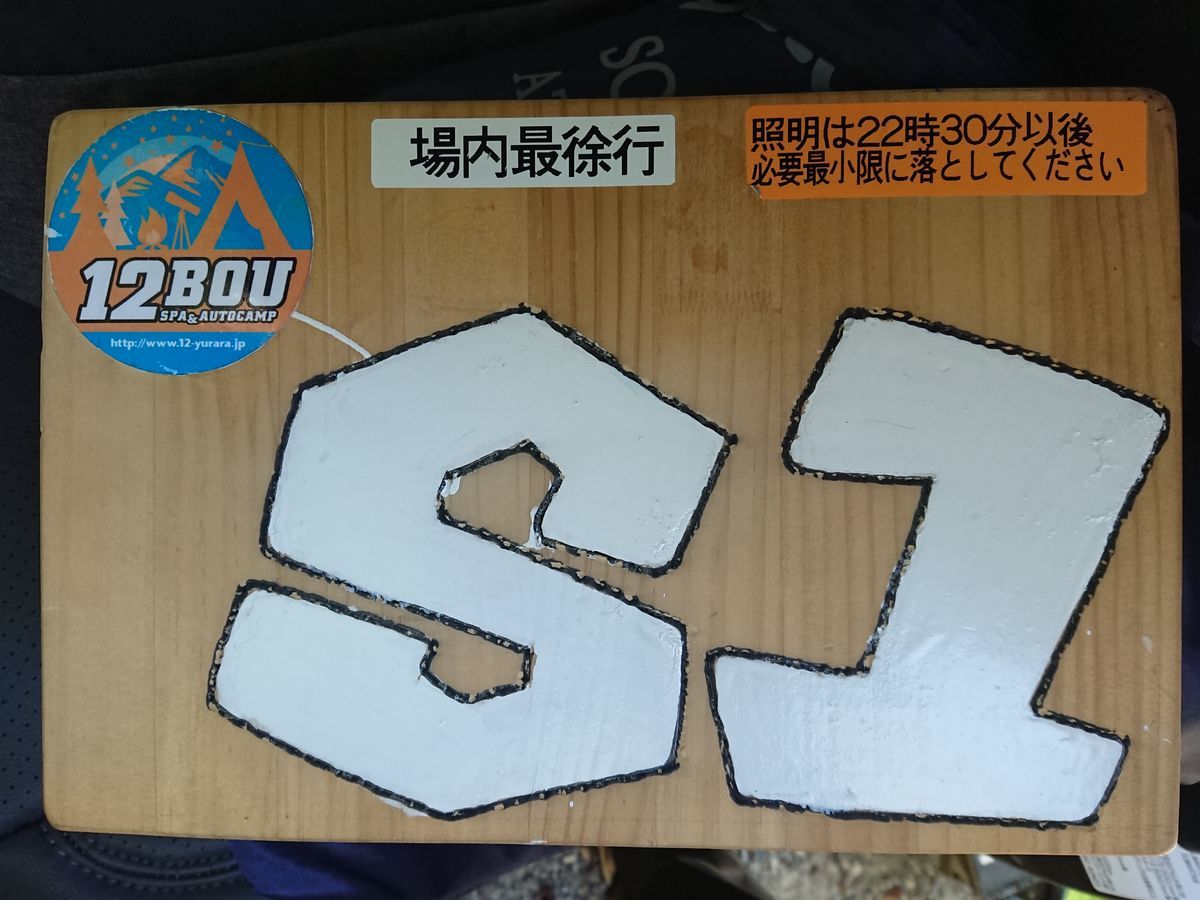 12BOU
SPA&AUTOCAMP
http://www.12-yurara.jp
場内最徐行
照明は22時30分以後
必要最小限に落としてください
S1